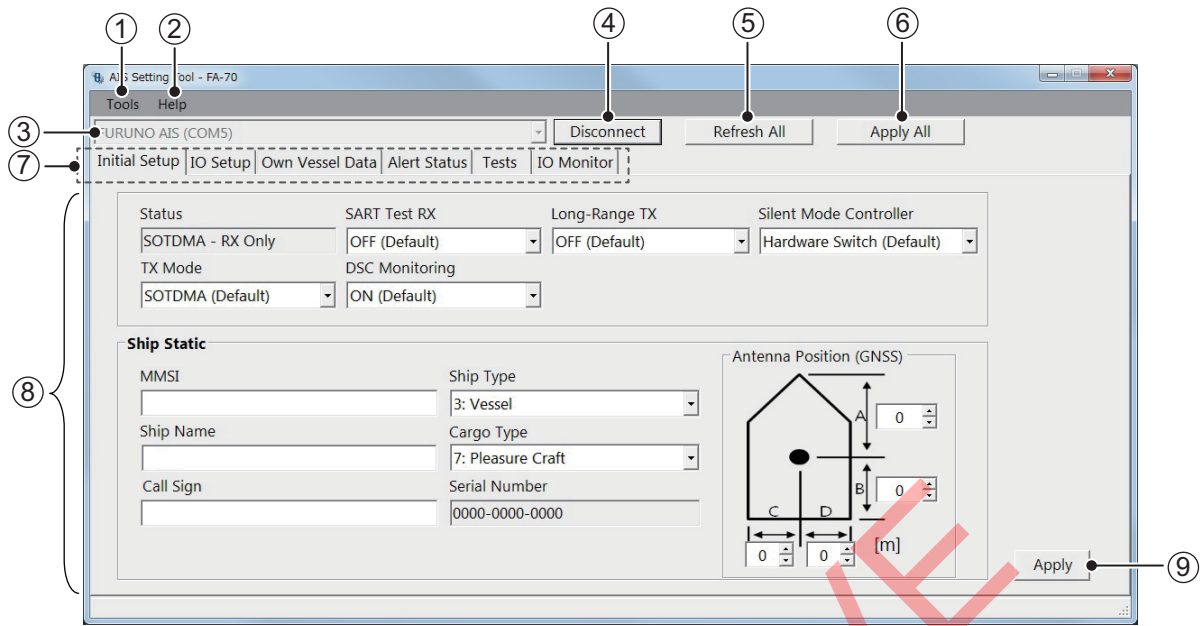 ① ② ④ ⑤ ⑥
AIS Setting Tool - FA-70
Tools Help
③ FURUNO AIS (COM5) Disconnect Refresh All Apply All
⑦ Initial Setup IO Setup Own Vessel Data Alert Status Tests IO Monitor
Status SART Test RX Long-Range TX Silent Mode Controller
SOTDMA - RX Only OFF (Default) OFF (Default) Hardware Switch (Default)
TX Mode DSC Monitoring
SOTDMA (Default) ON (Default)
Ship Static
Antenna Position (GNSS)
MMSI Ship Type
⑧ 3: Vessel
A 0
Ship Name Cargo Type
7: Pleasure Craft
Call Sign Serial Number
B 0
0000-0000-0000
C D
0 0 [m]
Apply ⑨